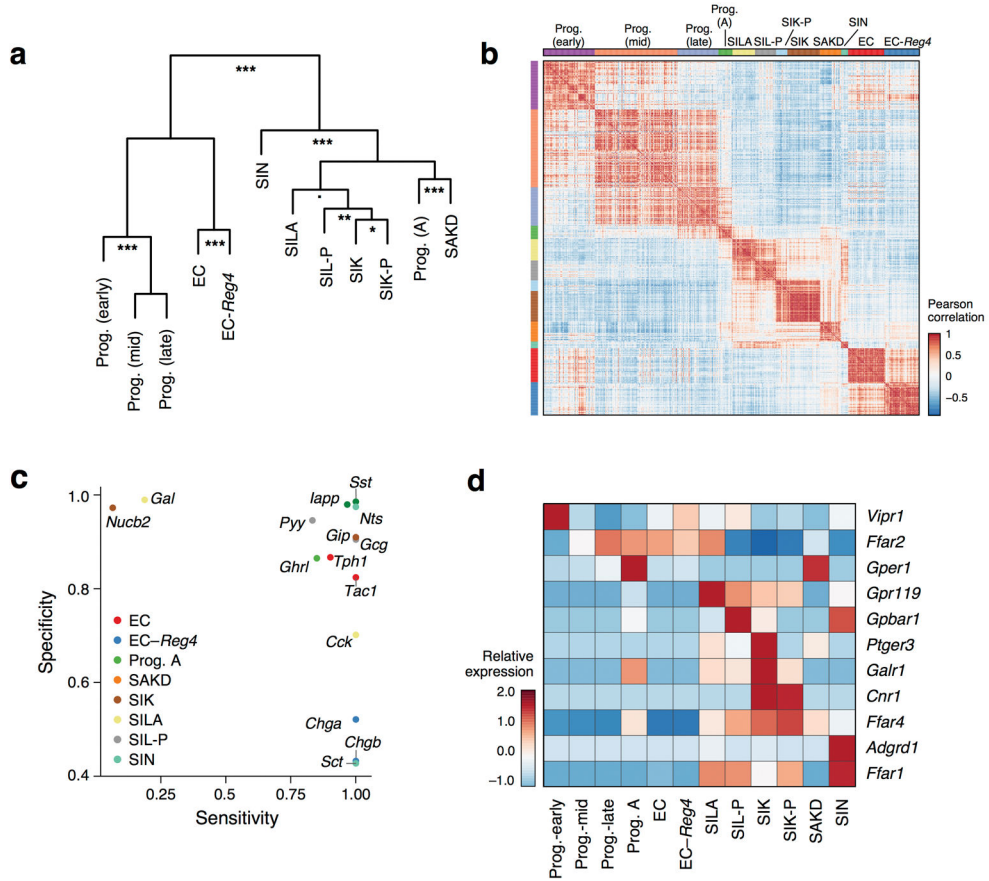 a
***
***
SIN
***
SILA
.
***
SIL-P
**
SIK
*
SIK-P
Prog. (A)
SAKD
EC
***
EC-Reg4
Prog. (early)
***
Prog. (mid)
Prog. (late)
b
Prog. (early)
Prog. (mid)
Prog. (late)
Prog. (A)
SILA
SIL-P
SIK-P
SIK
SAKD
SIN
EC
EC-Reg4
Pearson
correlation
1
0.5
0
−0.5
c
Specificity
1.0
0.8
0.6
0.4
Gal
Nucb2
Iapp
Sst
Pyy
Nts
Gip
Gcg
Ghrl
Tph1
Tac1
Cck
Chga
Chgb
Sct
EC
EC–Reg4
Prog. A
SAKD
SIK
SILA
SIL-P
SIN
0.25
0.5
0.75
1.00
Sensitivity
d
Vipr1
Ffar2
Gper1
Gpr119
Gpbar1
Ptger3
Galr1
Cnr1
Ffar4
Adgrd1
Ffar1
Relative
expression
2.0
1.0
0.0
−1.0
Prog.-early
Prog.-mid
Prog.-late
Prog. A
EC
EC–Reg4
SILA
SIL-P
SIK
SIK-P
SAKD
SIN